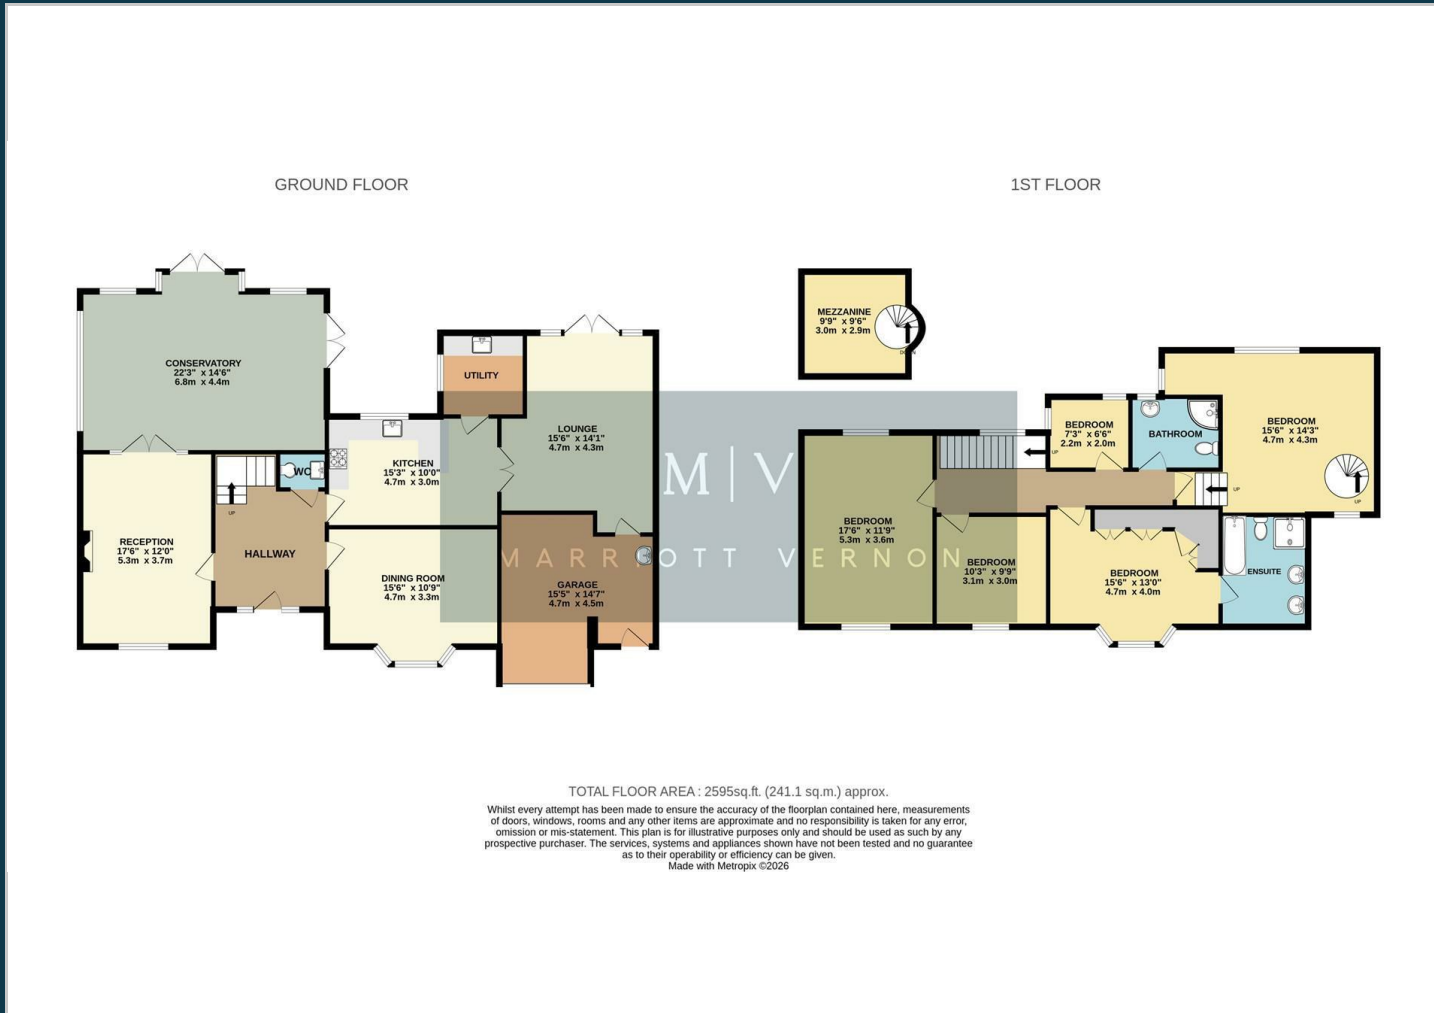 GROUND FLOOR
1ST FLOOR
CONSERVATORY
22'3" x 14'6"
6.8m x 4.4m
UTILITY
LOUNGE
15'6" x 14'1"
4.7m x 4.3m
WC
KITCHEN
15'3" x 10'0"
4.7m x 3.0m
UP
RECEPTION
17'6" x 12'0"
5.3m x 3.7m
HALLWAY
DINING ROOM
15'6" x 10'9"
4.7m x 3.3m
GARAGE
15'5" x 14'7"
4.7m x 4.5m
MEZZANINE
9'9" x 9'6"
3.0m x 2.9m
DOWN
BEDROOM
7'3" x 6'6"
2.2m x 2.0m
BATHROOM
BEDROOM
15'6" x 14'3"
4.7m x 4.3m
UP
UP
UP
BEDROOM
17'6" x 11'9"
5.3m x 3.6m
BEDROOM
10'3" x 9'9"
3.1m x 3.0m
BEDROOM
15'6" x 13'0"
4.7m x 4.0m
ENSUITE
M|V
MARRIOTT VERNON
TOTAL FLOOR AREA : 2595sq.ft. (241.1 sq.m.) approx.
Whilst every attempt has been made to ensure the accuracy of the floorplan contained here, measurements
of doors, windows, rooms and any other items are approximate and no responsibility is taken for any error,
omission or mis-statement. This plan is for illustrative purposes only and should be used as such by any
prospective purchaser. The services, systems and appliances shown have not been tested and no guarantee
as to their operability or efficiency can be given.
Made with Metropix ©2026